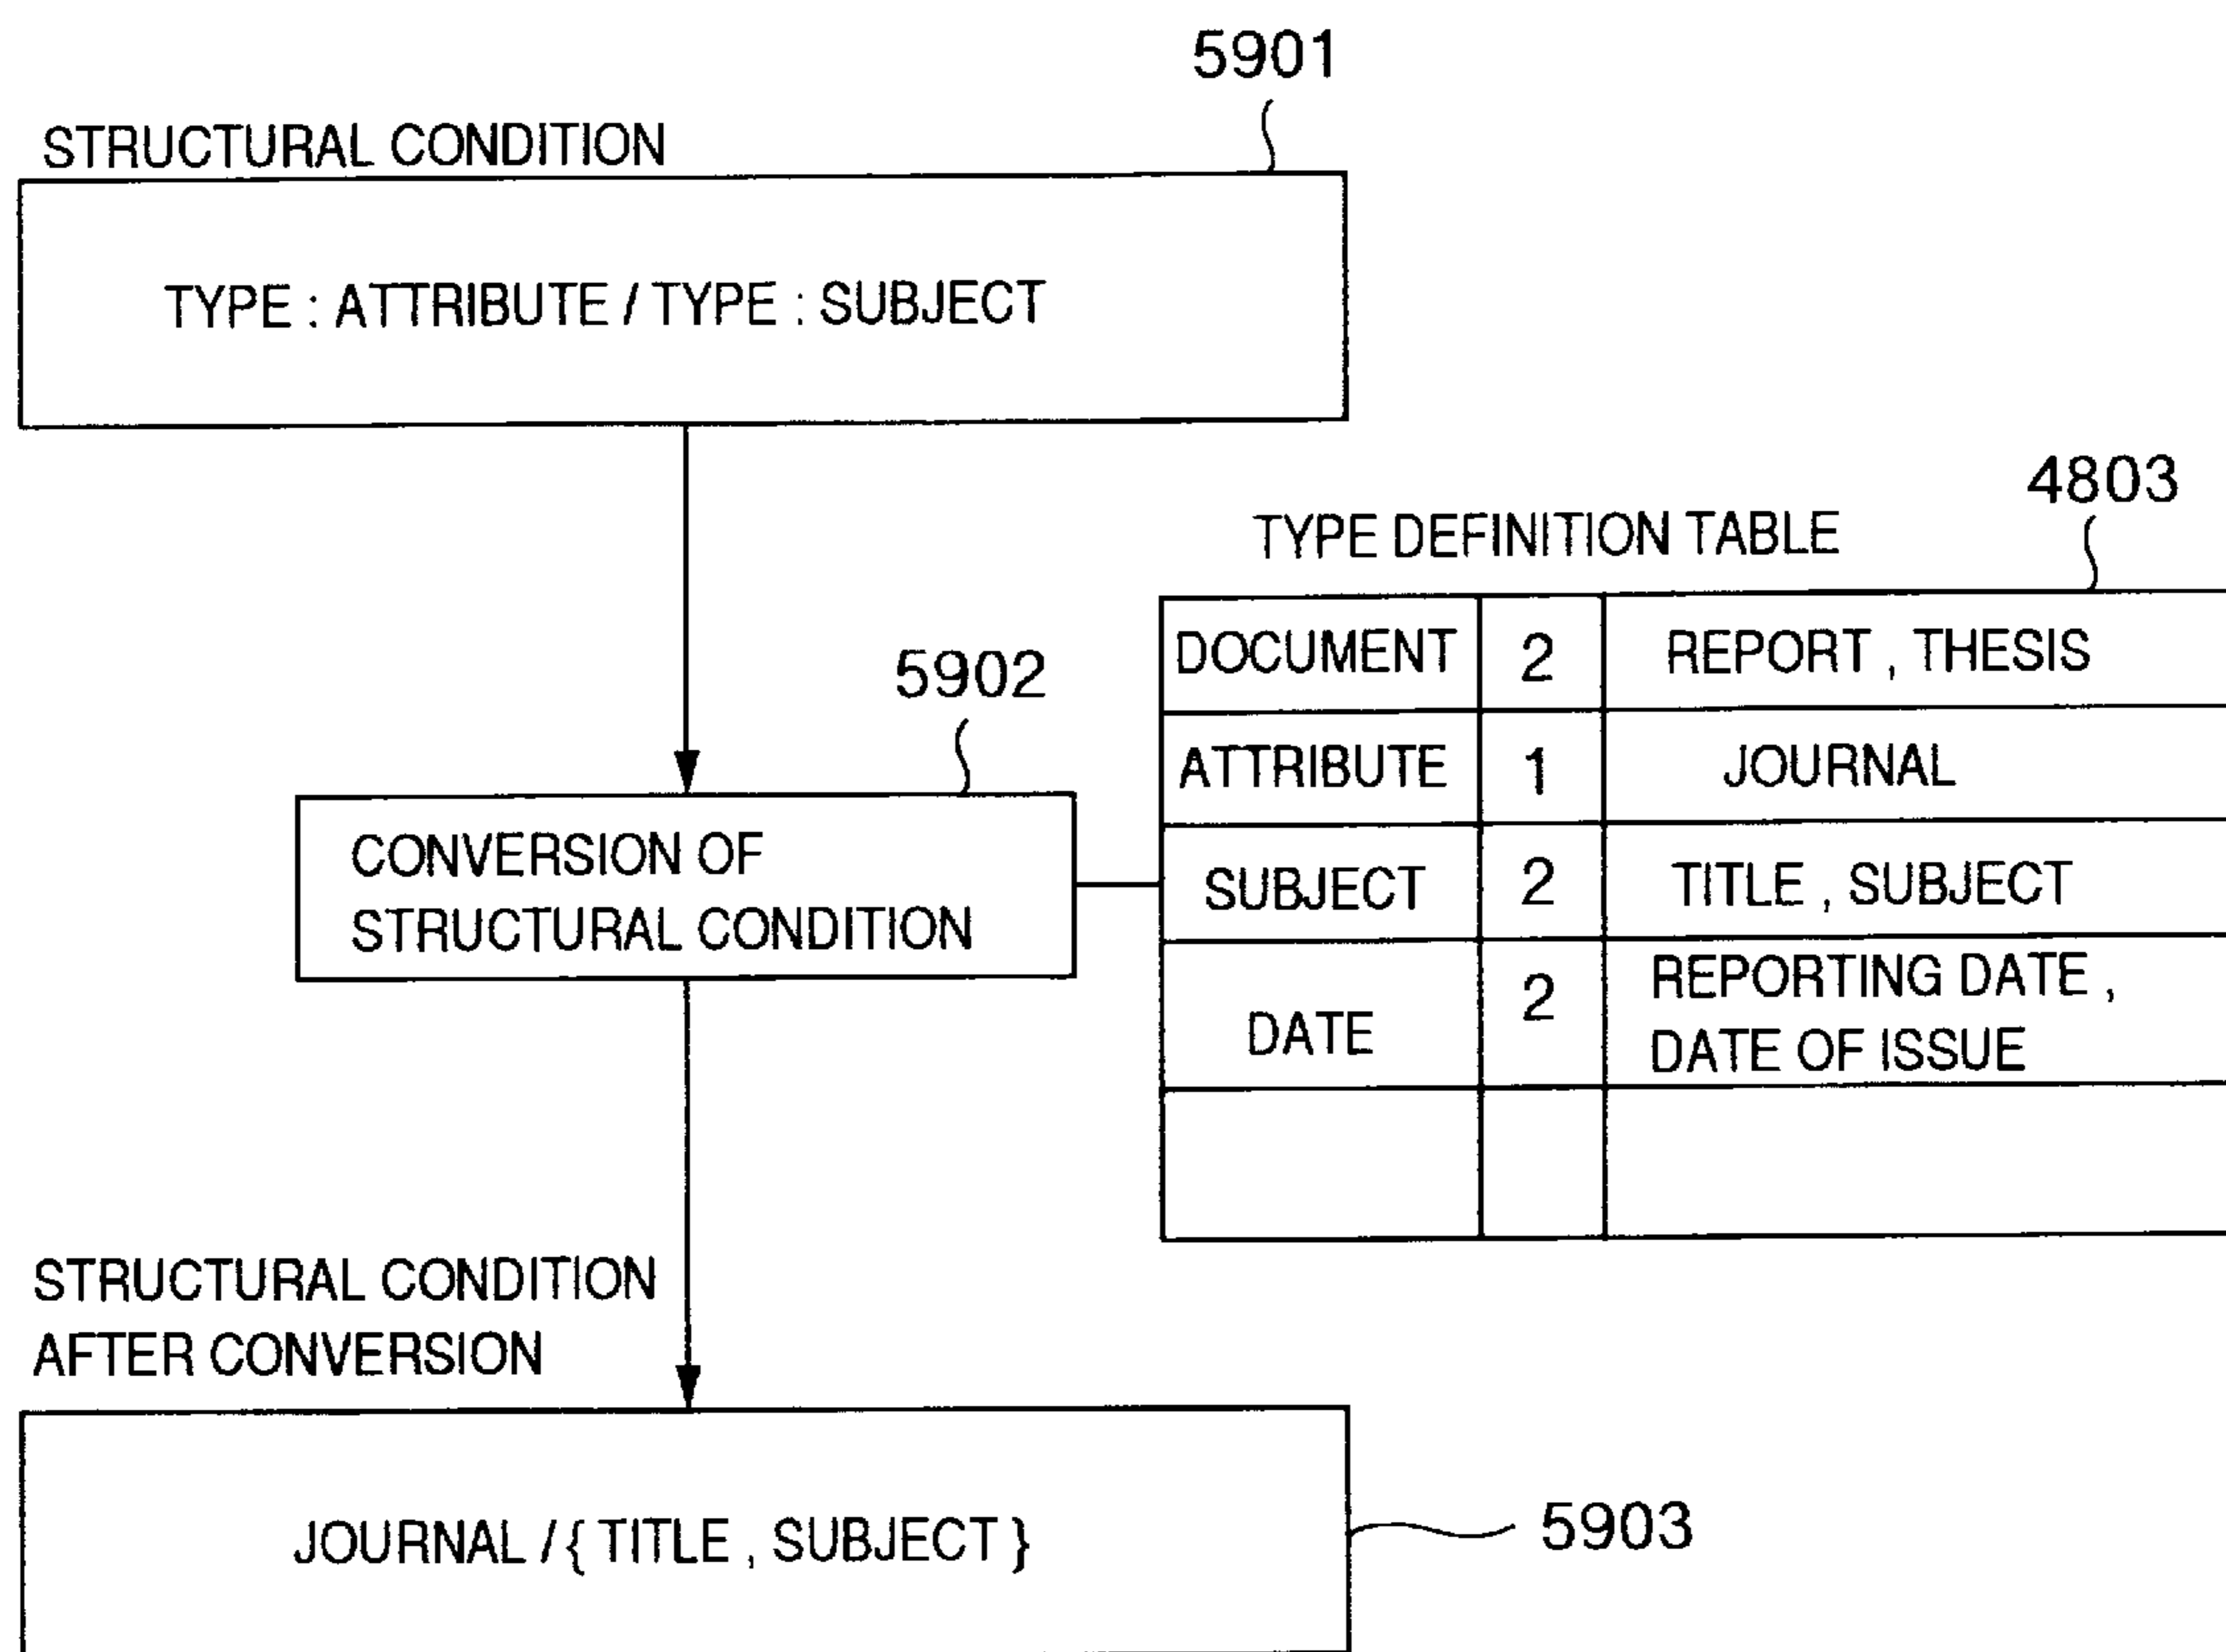 5901
STRUCTURAL CONDITION
TYPE : ATTRIBUTE / TYPE : SUBJECT
4803
TYPE DEFINITION TABLE
DOCUMENT 2 REPORT , THESIS
ATTRIBUTE 1 JOURNAL
SUBJECT 2 TITLE , SUBJECT
DATE 2 REPORTING DATE ,
DATE OF ISSUE
5902
CONVERSION OF
STRUCTURAL CONDITION
STRUCTURAL CONDITION
AFTER CONVERSION
JOURNAL / { TITLE , SUBJECT }
5903